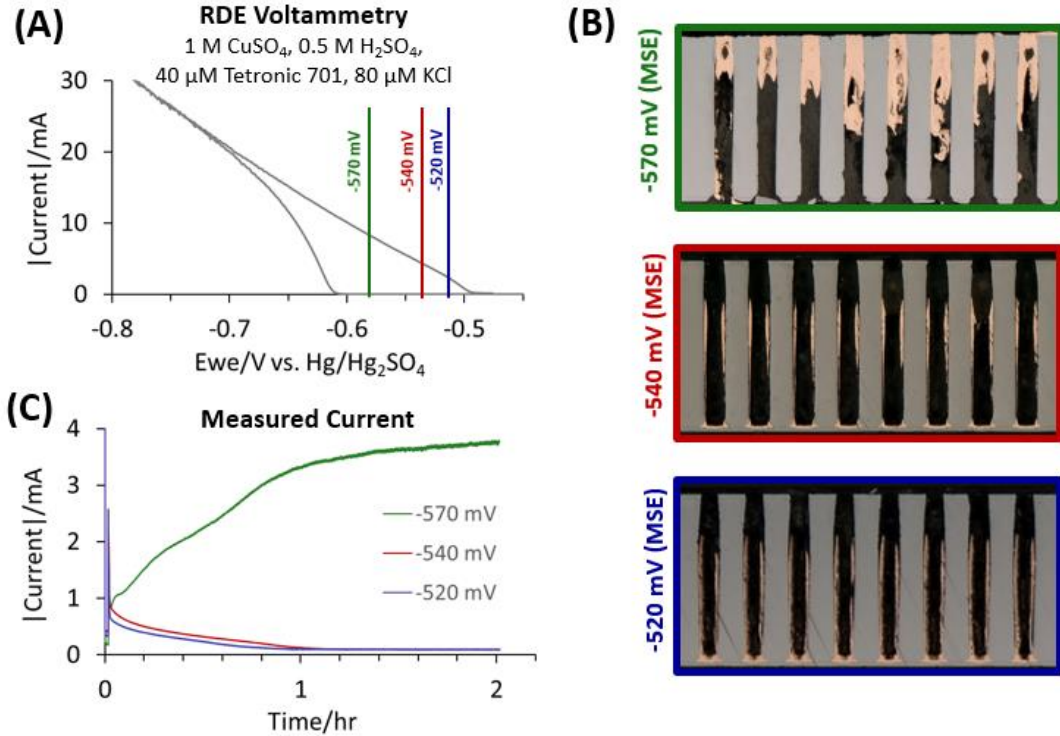 (A)
RDE Voltammetry
1 M CuSO₄, 0.5 M H₂SO₄,
40 µM Tetronic 701, 80 µM KCl
30
20
10
0
|Current|/mA
-570 mV
-540 mV
-520 mV
-0.8
-0.7
-0.6
-0.5
Ewe/V vs. Hg/Hg₂SO₄
(B)
-570 mV (MSE)
-540 mV (MSE)
-520 mV (MSE)
(C)
Measured Current
4
3
2
1
0
|Current|/mA
-570 mV
-540 mV
-520 mV
0
1
2
Time/hr